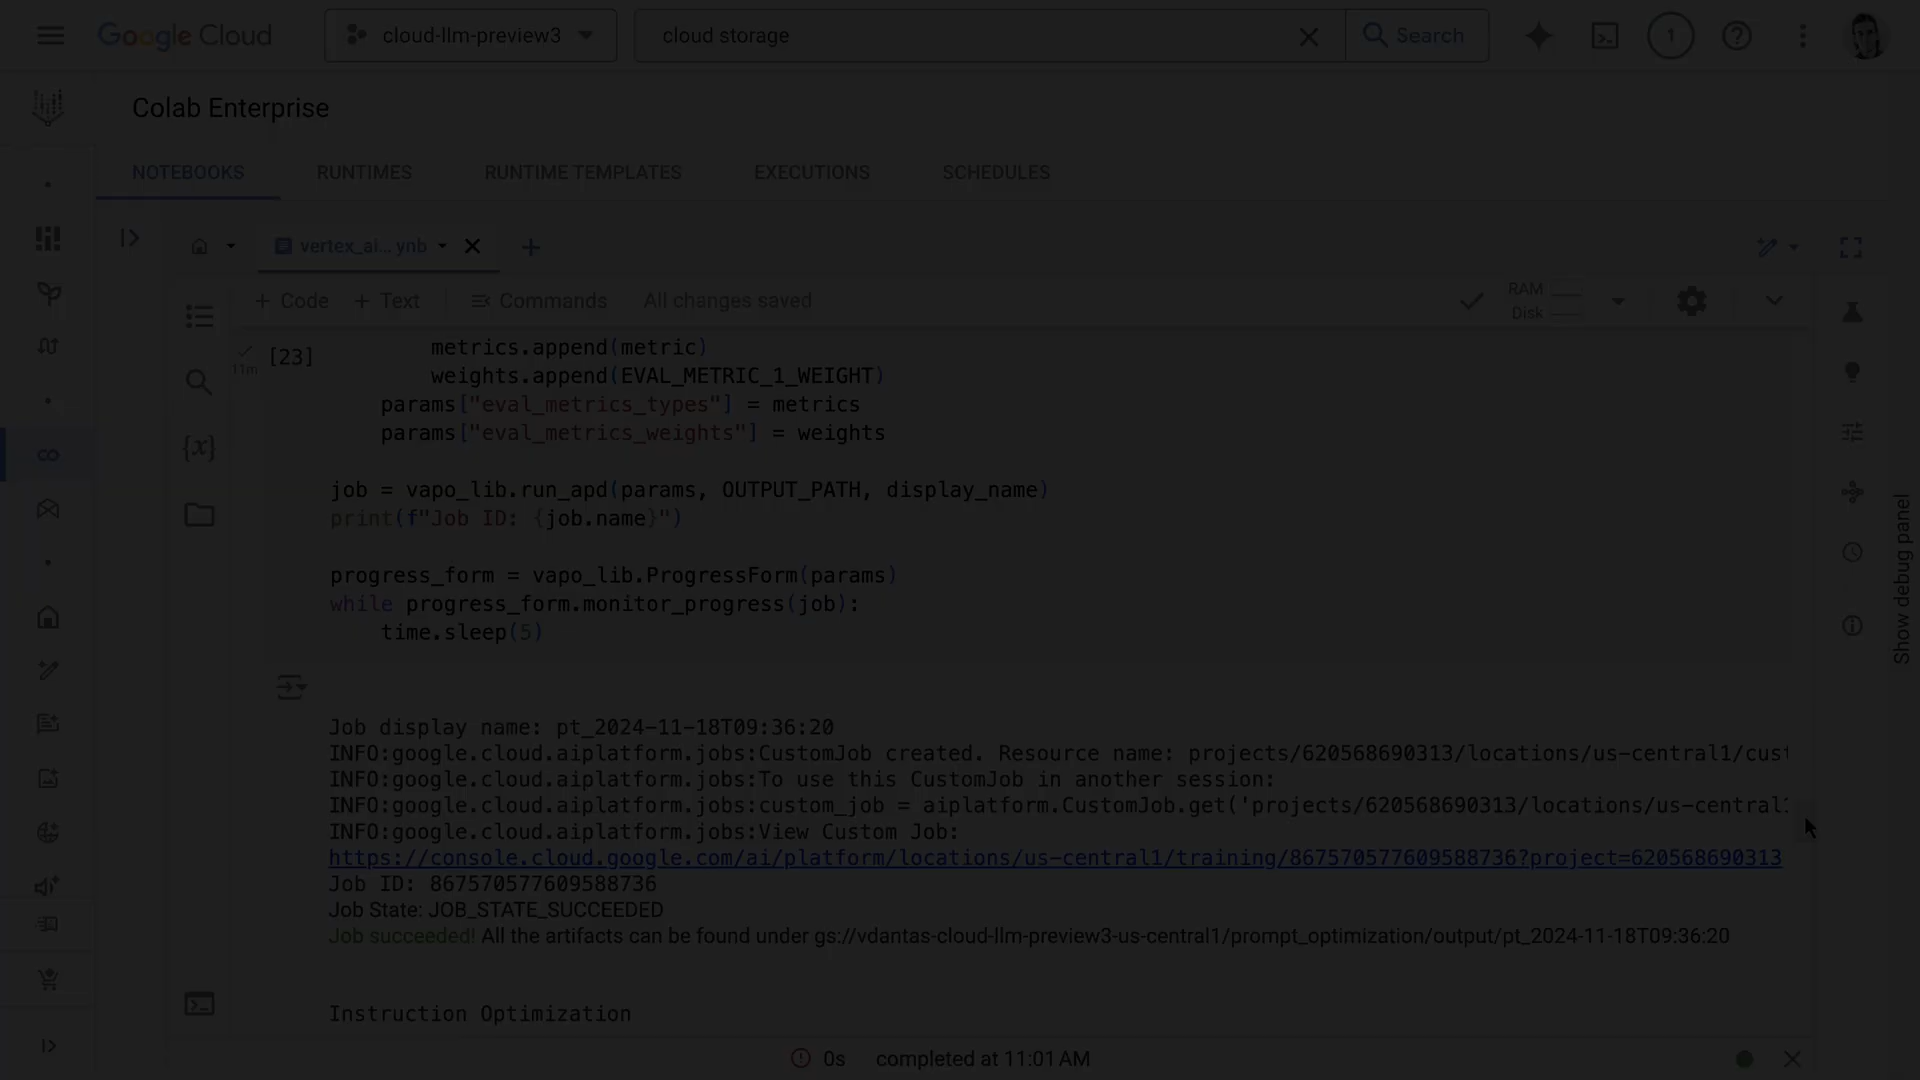 Google Cloud
cloud-llm-preview3
cloud storage
Search
1
Colab Enterprise
NOTEBOOKS
RUNTIMES
RUNTIME TEMPLATES
EXECUTIONS
SCHEDULES
vertex_ai... ynb
+ Code
+ Text
Commands
All changes saved
RAM
Disk
11m
[23]
metrics.append(metric)
weights.append(EVAL_METRIC_1_WEIGHT)
params["eval_metrics_types"] = metrics
params["eval_metrics_weights"] = weights
job = vapo_lib.run_apd(params, OUTPUT_PATH, display_name)
print(f"Job ID: {job.name}")
progress_form = vapo_lib.ProgressForm(params)
while progress_form.monitor_progress(job):
time.sleep(5)
Show debug panel
Job display name: pt_2024-11-18T09:36:20
INFO:google.cloud.aiplatform.jobs:CustomJob created. Resource name: projects/620568690313/locations/us-central1/cust
INFO:google.cloud.aiplatform.jobs:To use this CustomJob in another session:
INFO:google.cloud.aiplatform.jobs:custom_job = aiplatform.CustomJob.get('projects/620568690313/locations/us-central1
INFO:google.cloud.aiplatform.jobs:View Custom Job:
https://console.cloud.google.com/ai/platform/locations/us-central1/training/867570577609588736?project=620568690313
Job ID: 867570577609588736
Job State: JOB_STATE_SUCCEEDED
Job succeeded! All the artifacts can be found under gs://vdantas-cloud-llm-preview3-us-central1/prompt_optimization/output/pt_2024-11-18T09:36:20
Instruction Optimization
0s completed at 11:01 AM